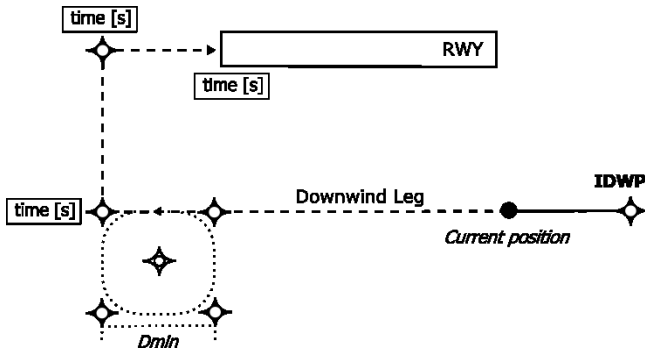 time [s]
RWY
time [s]
IDWP
Downwind Leg
time [s]
Current position
Dmin